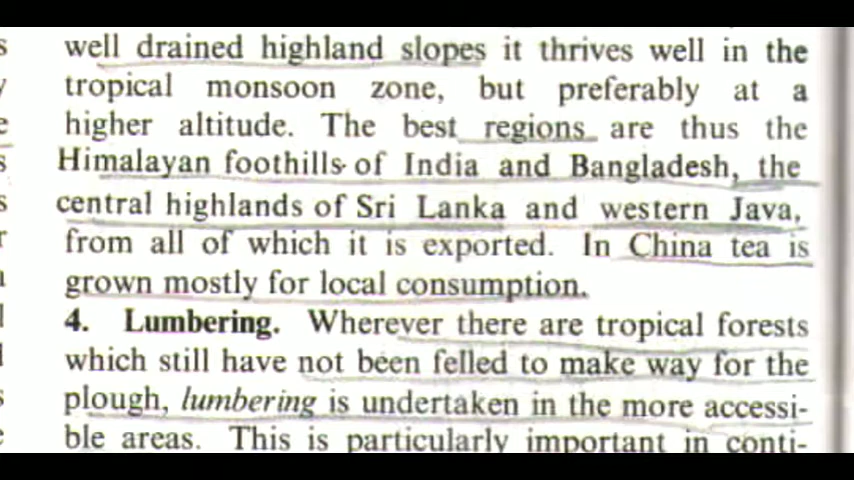 well drained highland slopes it thrives well in the
tropical monsoon zone, but preferably at a
higher altitude. The best regions are thus the
Himalayan foothills of India and Bangladesh, the
central highlands of Sri Lanka and western Java,
from all of which it is exported. In China tea is
grown mostly for local consumption.
4. Lumbering. Wherever there are tropical forests
which still have not been felled to make way for the
plough, lumbering is undertaken in the more accessi-
ble areas. This is particularly important in conti-